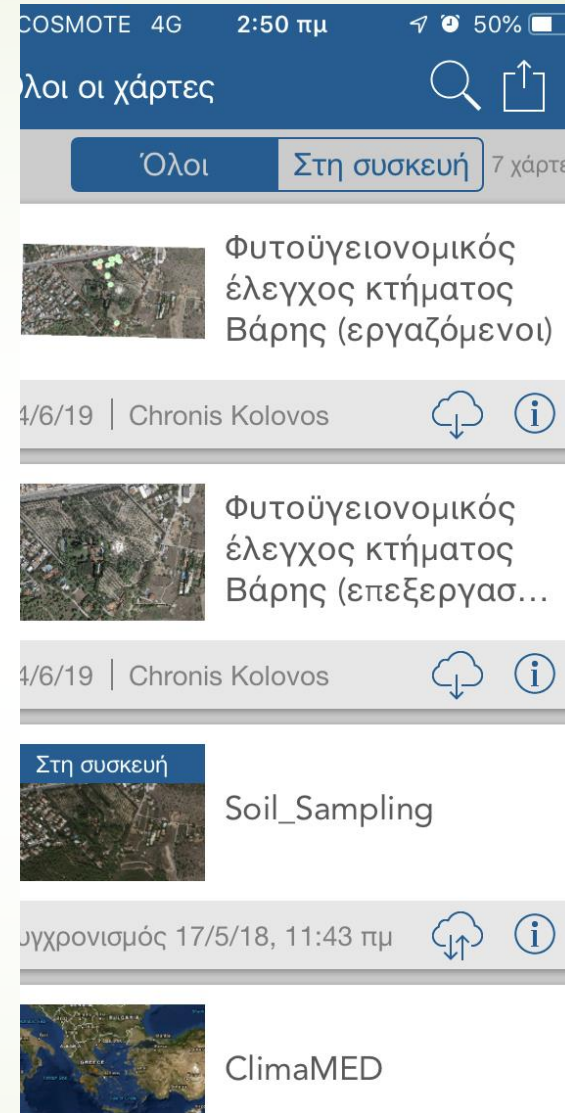 COSMOTE 4G 2:50 πμ 50%
λοι οι χάρτες
Όλοι Στη συσκευή 7 χάρτε
Φυτοϋγειονομικός
έλεγχος κτήματος
Βάρης (εργαζόμενοι)
4/6/19 | Chronis Kolovos
Φυτοϋγειονομικός
έλεγχος κτήματος
Βάρης (επεξεργασ...
4/6/19 | Chronis Kolovos
Στη συσκευή
Soil_Sampling
υγχρονισμός 17/5/18, 11:43 πμ
ClimaMED